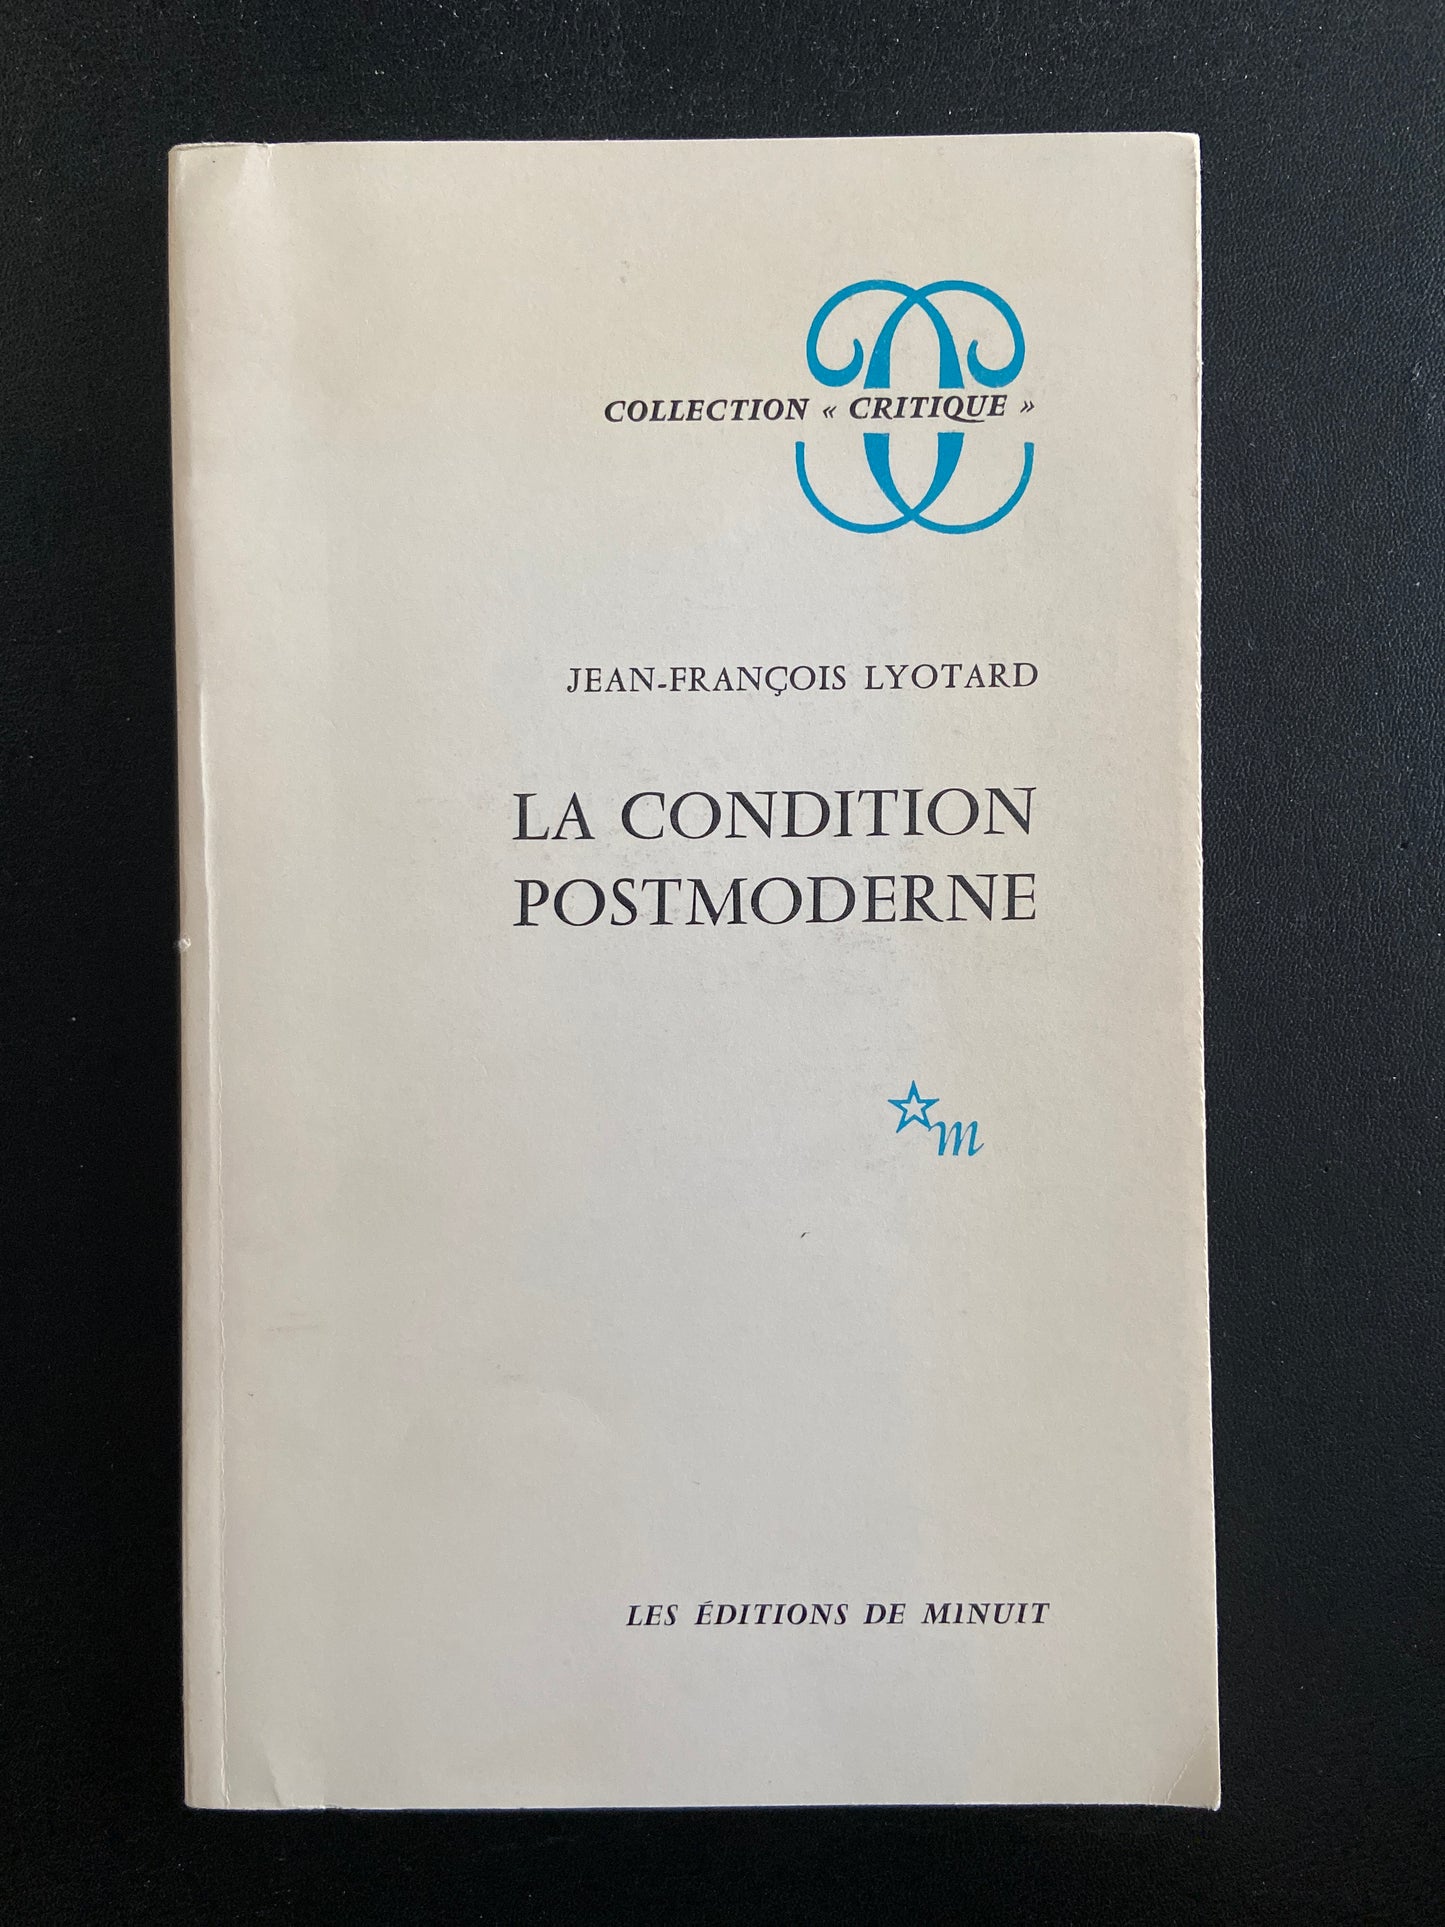 COLLECTION « CRITIQUE »
JEAN-FRANÇOIS LYOTARD
LA CONDITION
POSTMODERNE
m
LES ÉDITIONS DE MINUIT